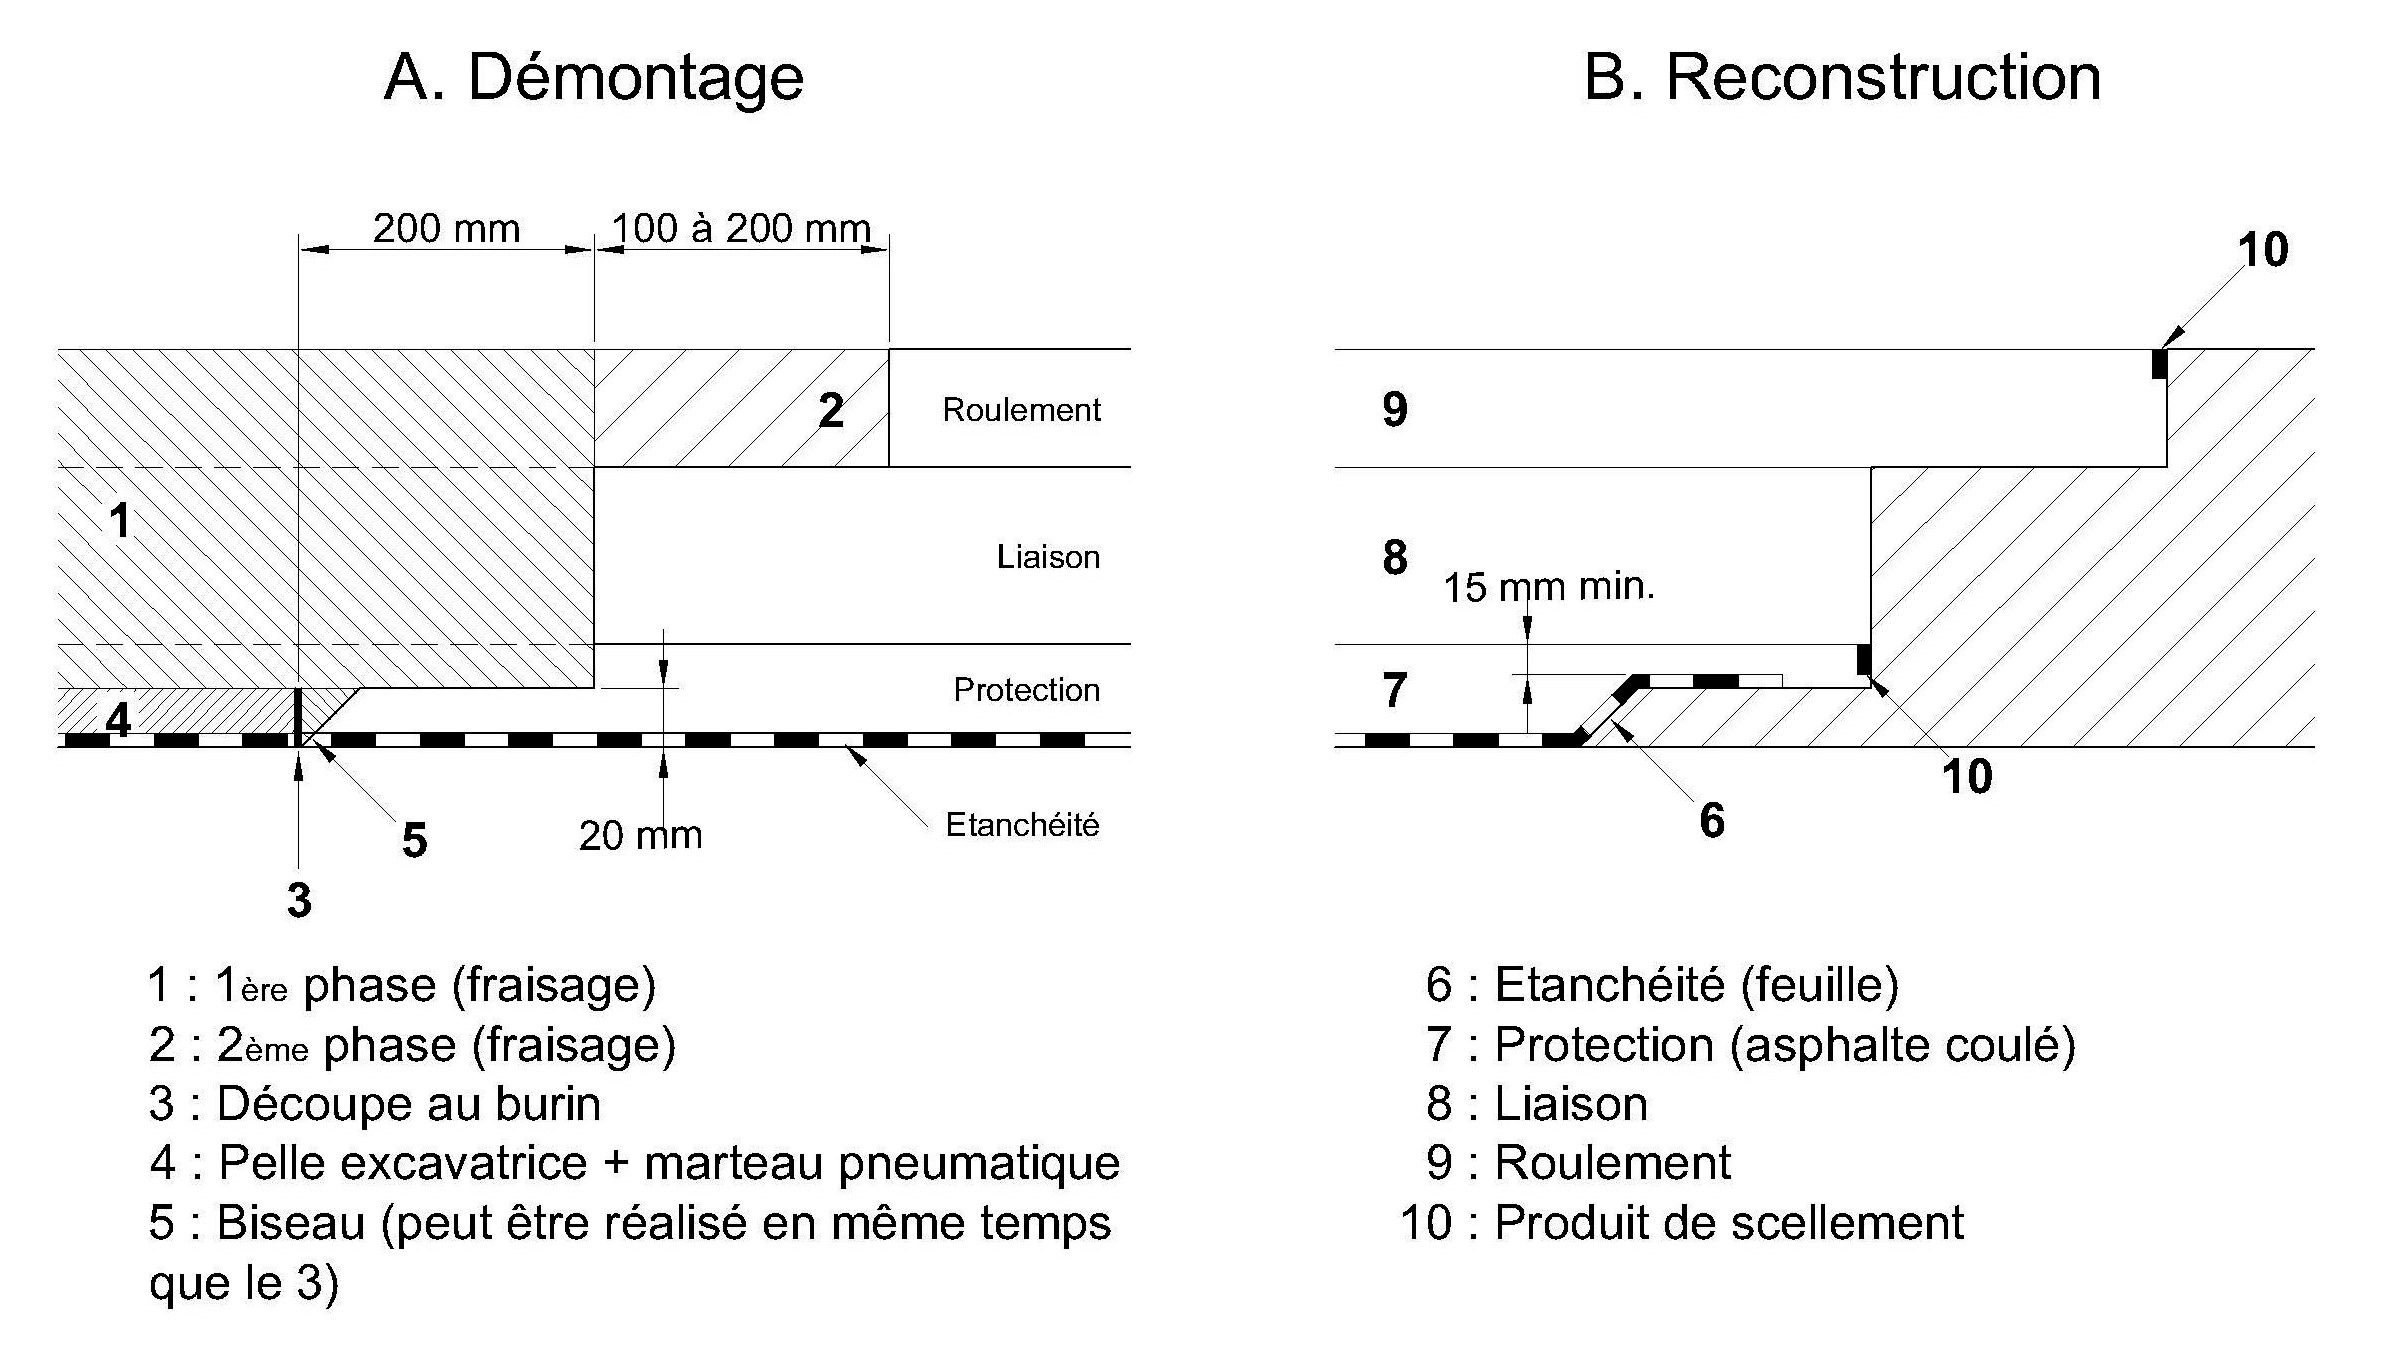 A. Démontage
B. Reconstruction
200 mm
100 à 200 mm
10
2
Roulement
9
1
Liaison
8
15 mm min.
Protection
7
4
5
20 mm
Etanchéité
10
6
3
1 : 1ère phase (fraisage)
2 : 2ème phase (fraisage)
3 : Découpe au burin
4 : Pelle excavatrice + marteau pneumatique
5 : Biseau (peut être réalisé en même temps
que le 3)
6 : Etanchéité (feuille)
7 : Protection (asphalte coulé)
8 : Liaison
9 : Roulement
10 : Produit de scellement